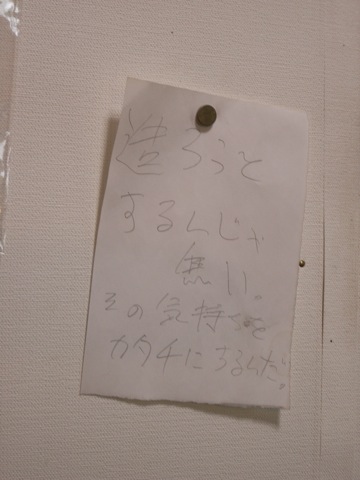 造ろうと
するんじゃ
無い。
その気持ちを
カタチにするんだ。